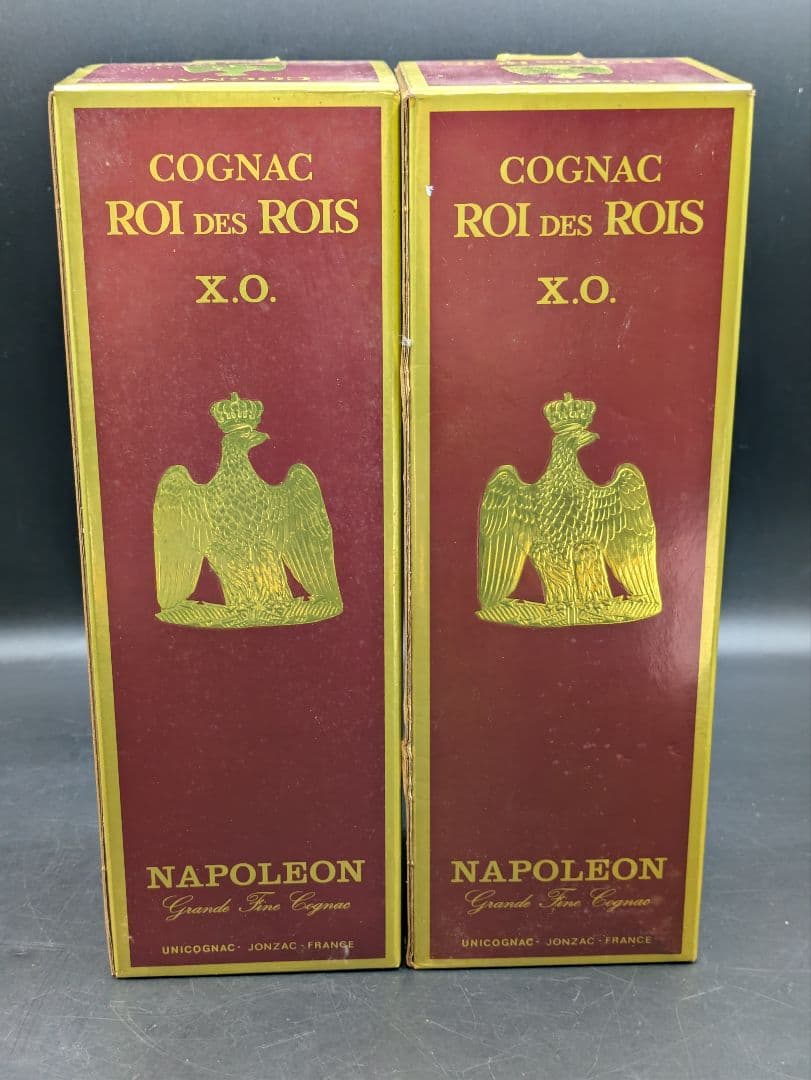 COGNAC
ROI DES ROIS
X.O.
NAPOLEON
Grande Fine Cognac
UNICOGNAC · JONZAC · FRANCE
COGNAC
ROI DES ROIS
X.O.
NAPOLEON
Grande Fine Cognac
UNICOGNAC · JONZAC · FRANCE